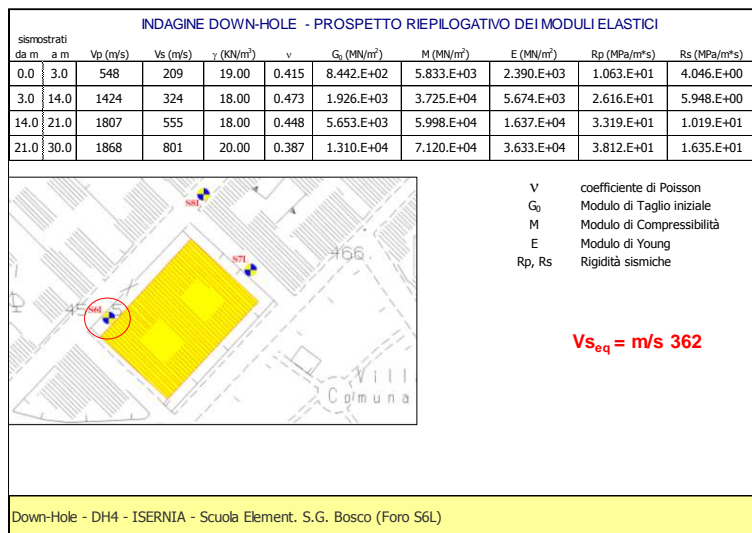 INDAGINE DOWN-HOLE - PROSPETTO RIEPILOGATIVO DEI MODULI ELASTICI
sismostrati
da m a m Vp (m/s) Vs (m/s) γ (KN/m³) ν G₀ (MN/m²) M (MN/m²) E (MN/m²) Rp (MPa/m*s) Rs (MPa/m*s)
0.0 3.0 548 209 19.00 0.415 8.442.E+02 5.833.E+03 2.390.E+03 1.063.E+01 4.046.E+00
3.0 14.0 1424 324 18.00 0.473 1.926.E+03 3.725.E+04 5.674.E+03 2.616.E+01 5.948.E+00
14.0 21.0 1807 555 18.00 0.448 5.653.E+03 5.998.E+04 1.637.E+04 3.319.E+01 1.019.E+01
21.0 30.0 1868 801 20.00 0.387 1.310.E+04 7.120.E+04 3.633.E+04 3.812.E+01 1.635.E+01
S8I
S7I
466
S6L
Vill
Comuna
ν coefficiente di Poisson
G₀ Modulo di Taglio iniziale
M Modulo di Compressibilità
E Modulo di Young
Rp, Rs Rigidità sismiche
Vseq = m/s 362
Down-Hole - DH4 - ISERNIA - Scuola Element. S.G. Bosco (Foro S6L)